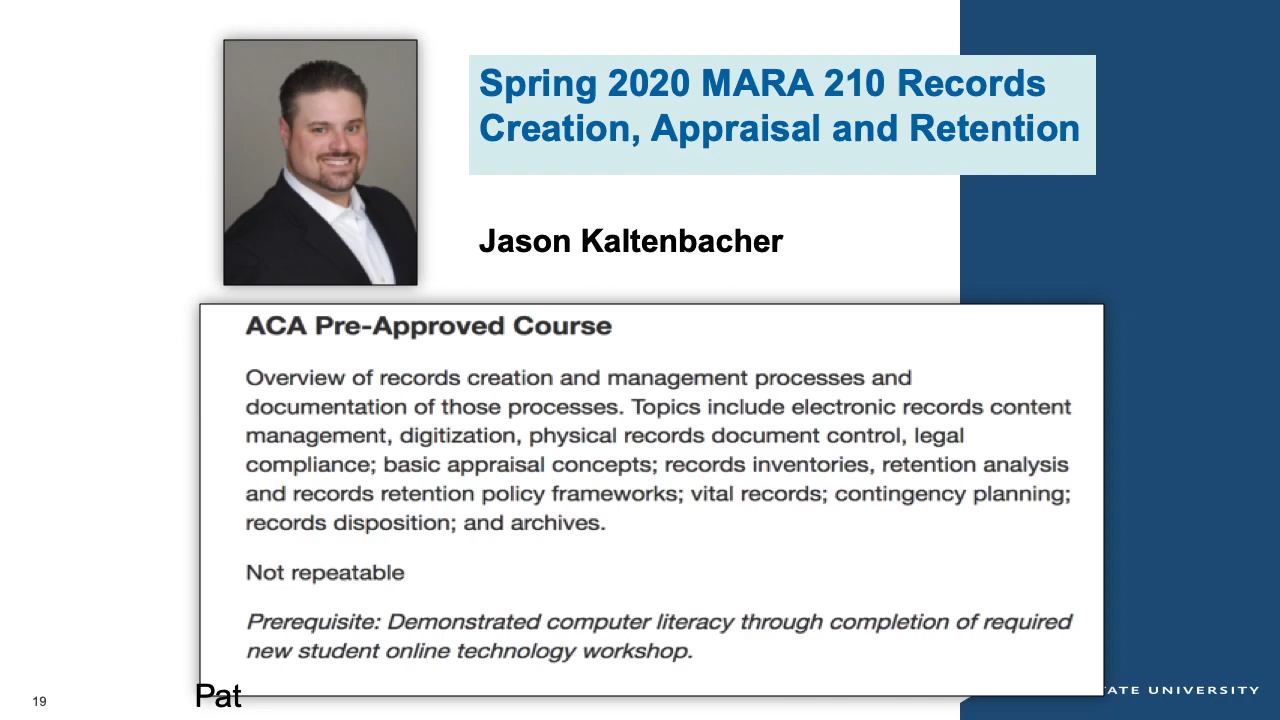 Spring 2020 MARA 210 Records
Creation, Appraisal and Retention
Jason Kaltenbacher
ACA Pre-Approved Course
Overview of records creation and management processes and
documentation of those processes. Topics include electronic records content
management, digitization, physical records document control, legal
compliance; basic appraisal concepts; records inventories, retention analysis
and records retention policy frameworks; vital records; contingency planning;
records disposition; and archives.
Not repeatable
Prerequisite: Demonstrated computer literacy through completion of required
new student online technology workshop.
19
Pat
UNIVERSITY